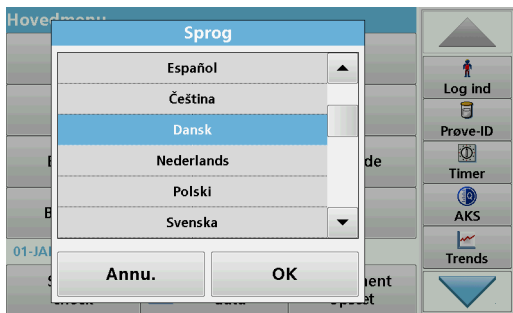 Hovedmenu
Sprog
Español
Čeština
Dansk
Nederlands
Polski
Svenska
Annu.
OK
01-JA
Log ind
Prøve-ID
Timer
AKS
Trends